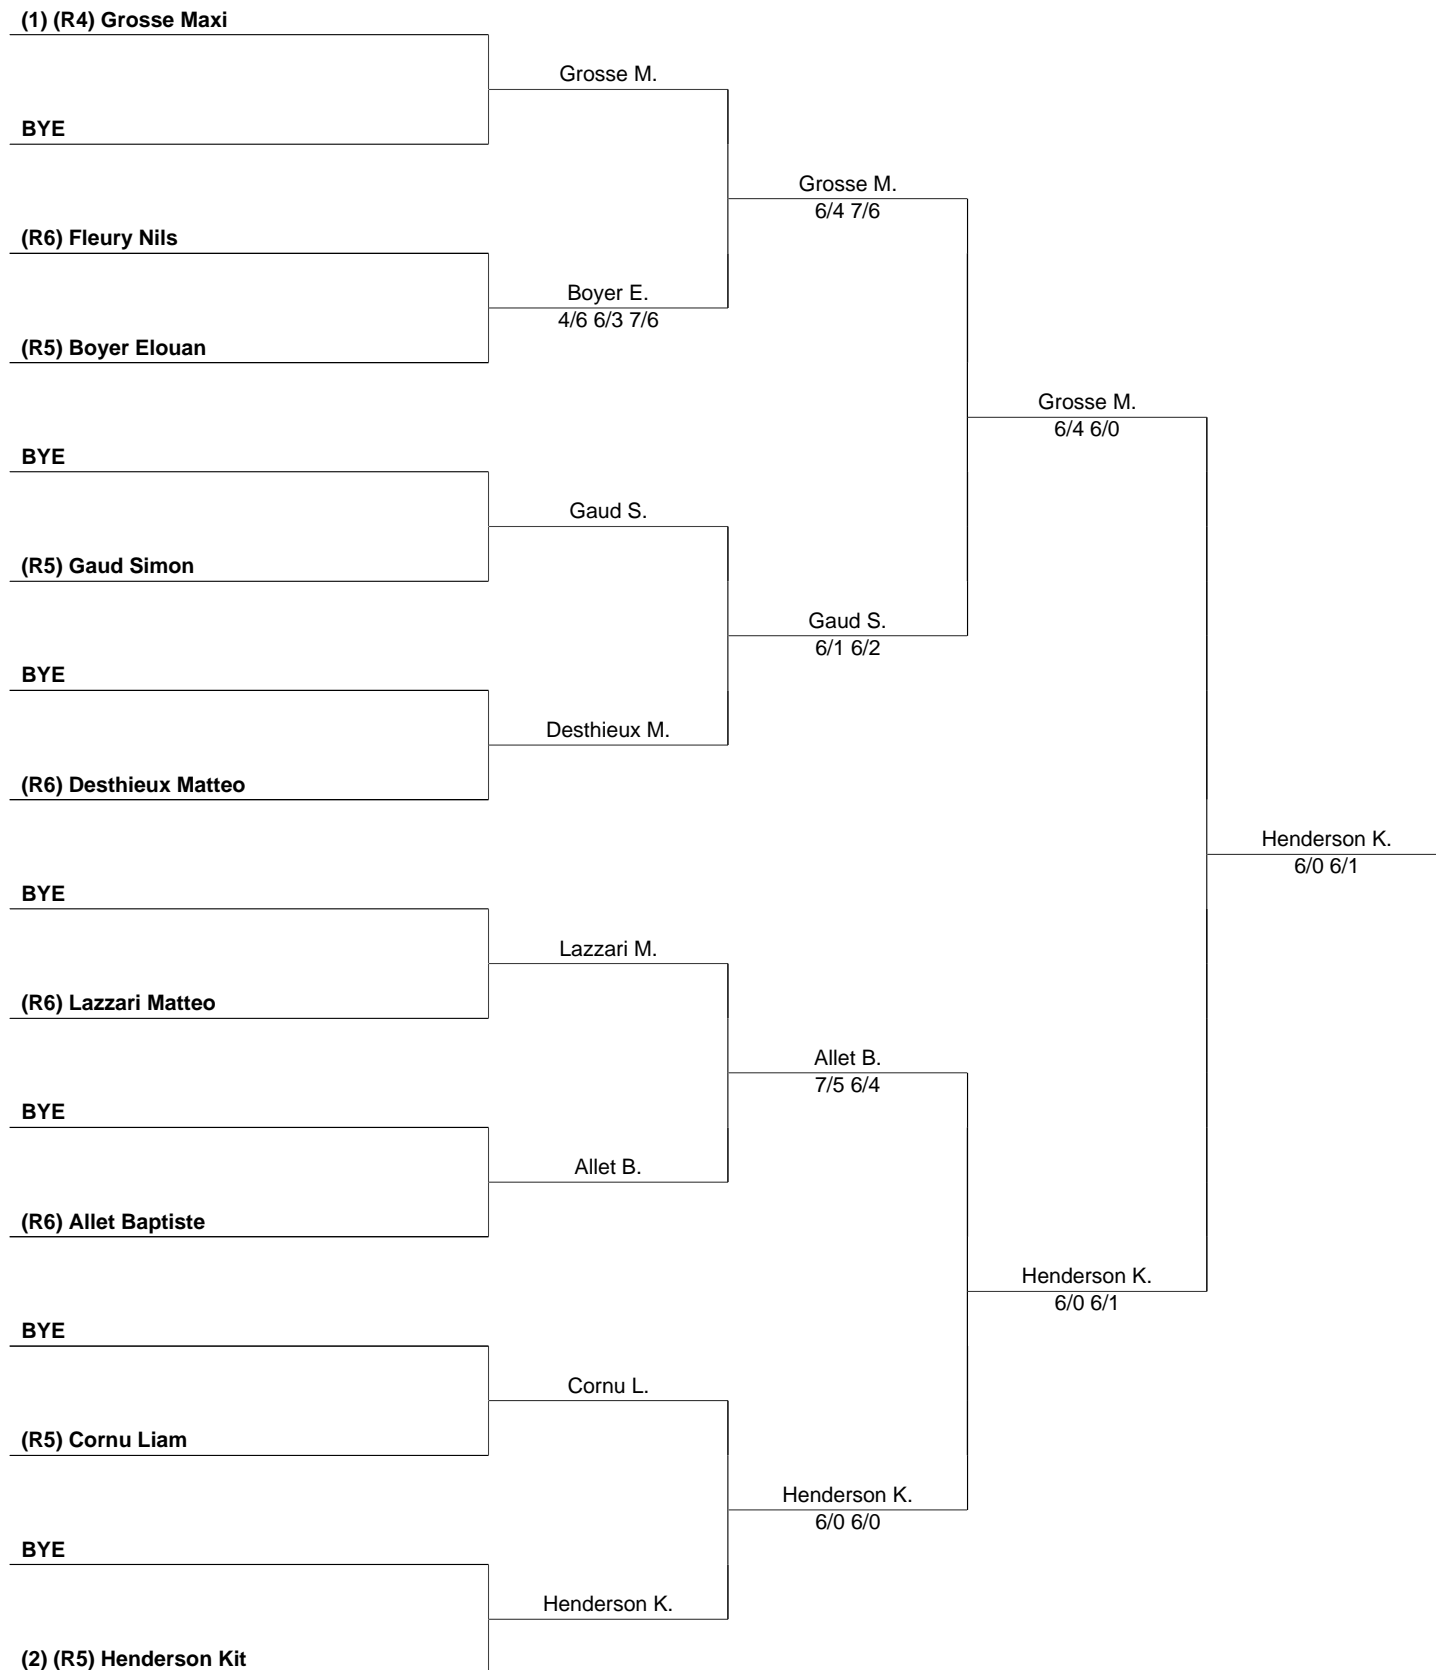 (1) (R4) Grosse Maxi
Grosse M.
BYE
Grosse M.
6/4 7/6
(R6) Fleury Nils
Boyer E.
4/6 6/3 7/6
(R5) Boyer Elouan
Grosse M.
6/4 6/0
BYE
Gaud S.
(R5) Gaud Simon
Gaud S.
6/1 6/2
BYE
Desthieux M.
(R6) Desthieux Matteo
Henderson K.
6/0 6/1
BYE
Lazzari M.
(R6) Lazzari Matteo
Allet B.
7/5 6/4
BYE
Allet B.
(R6) Allet Baptiste
Henderson K.
6/0 6/1
BYE
Cornu L.
(R5) Cornu Liam
Henderson K.
6/0 6/0
BYE
Henderson K.
(2) (R5) Henderson Kit